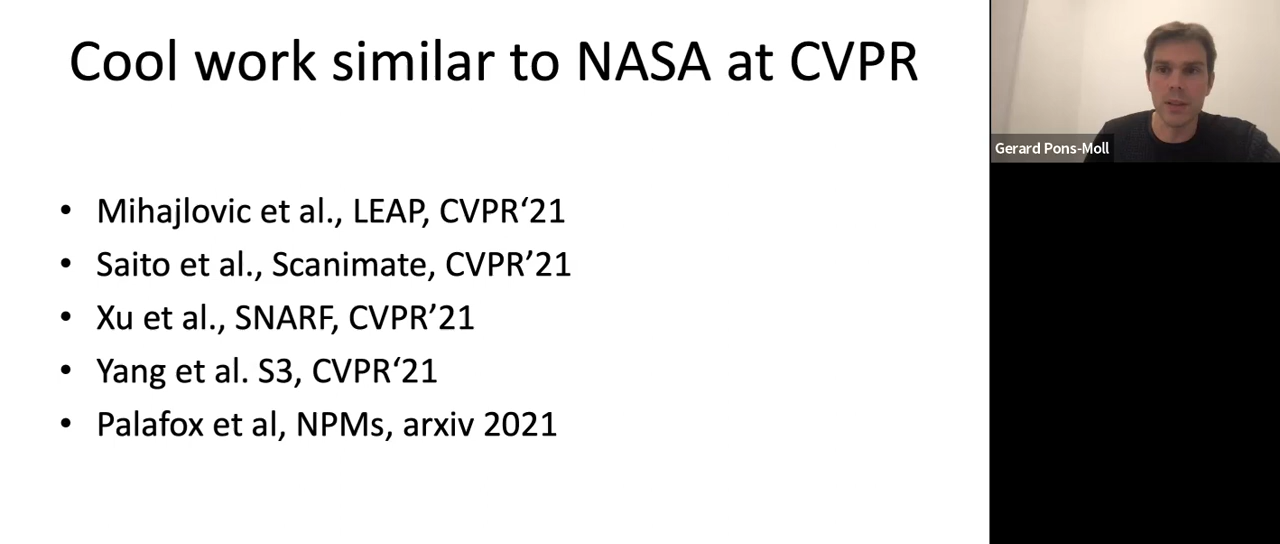 Cool work similar to NASA at CVPR
• Mihajlovic et al., LEAP, CVPR‘21
• Saito et al., Scanimate, CVPR’21
• Xu et al., SNARF, CVPR’21
• Yang et al. S3, CVPR‘21
• Palafox et al, NPMs, arxiv 2021
Gerard Pons-Moll